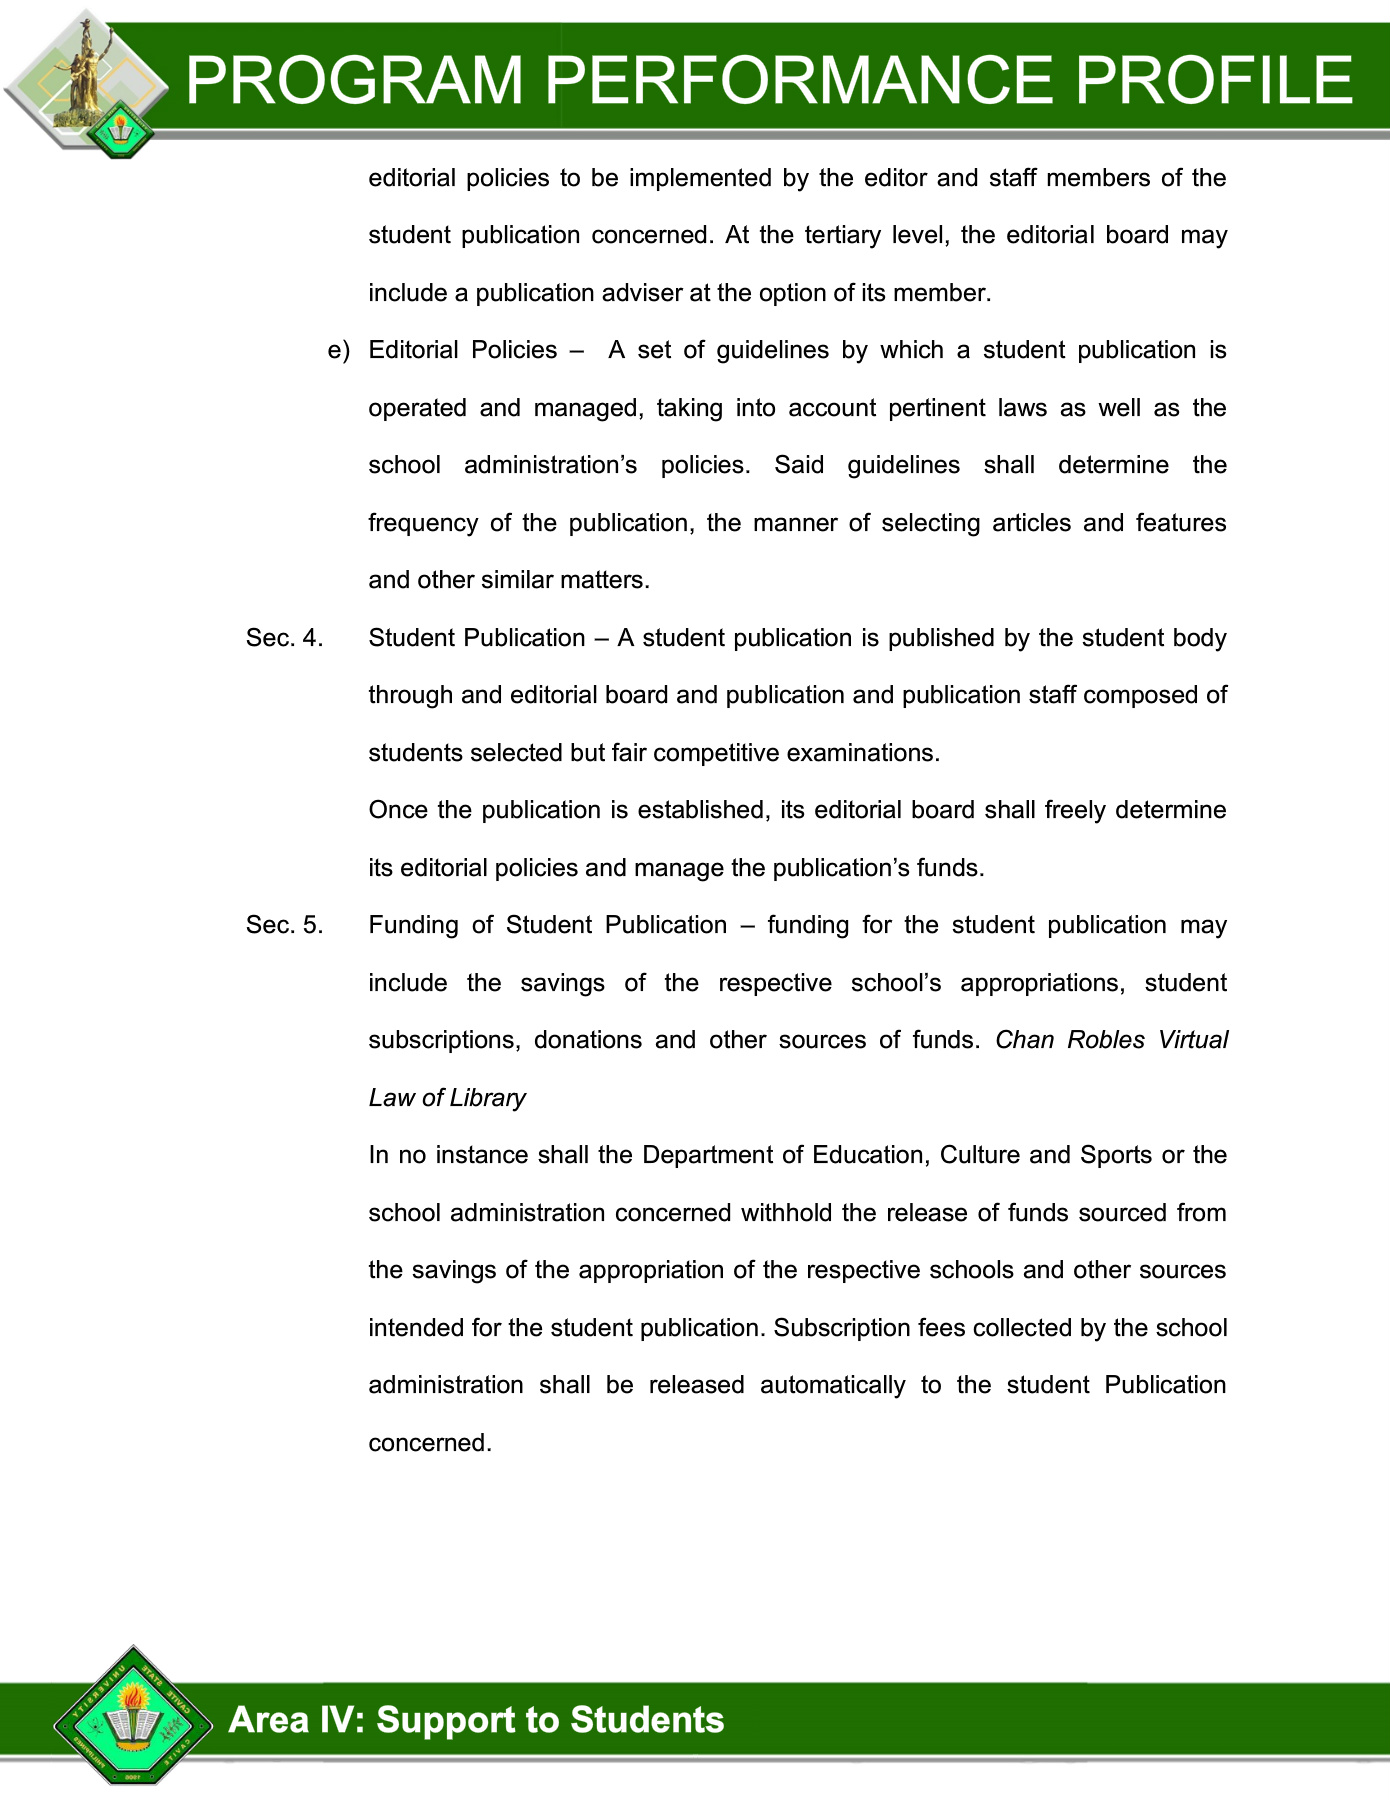 PROGRAM PERFORMANCE PROFILE
editorial policies to be implemented by the editor and staff members of the
student publication concerned. At the tertiary level, the editorial board may
include a publication adviser at the option of its member.
e) Editorial Policies – A set of guidelines by which a student publication is
operated and managed, taking into account pertinent laws as well as the
school administration’s policies. Said guidelines shall determine the
frequency of the publication, the manner of selecting articles and features
and other similar matters.
Sec. 4. Student Publication – A student publication is published by the student body
through and editorial board and publication and publication staff composed of
students selected but fair competitive examinations.
Once the publication is established, its editorial board shall freely determine
its editorial policies and manage the publication’s funds.
Sec. 5. Funding of Student Publication – funding for the student publication may
include the savings of the respective school’s appropriations, student
subscriptions, donations and other sources of funds. Chan Robles Virtual
Law of Library
In no instance shall the Department of Education, Culture and Sports or the
school administration concerned withhold the release of funds sourced from
the savings of the appropriation of the respective schools and other sources
intended for the student publication. Subscription fees collected by the school
administration shall be released automatically to the student Publication
concerned.
CAVITE STATE UNIVERSITY
CAVITE PHILIPPINES
Area IV: Support to Students